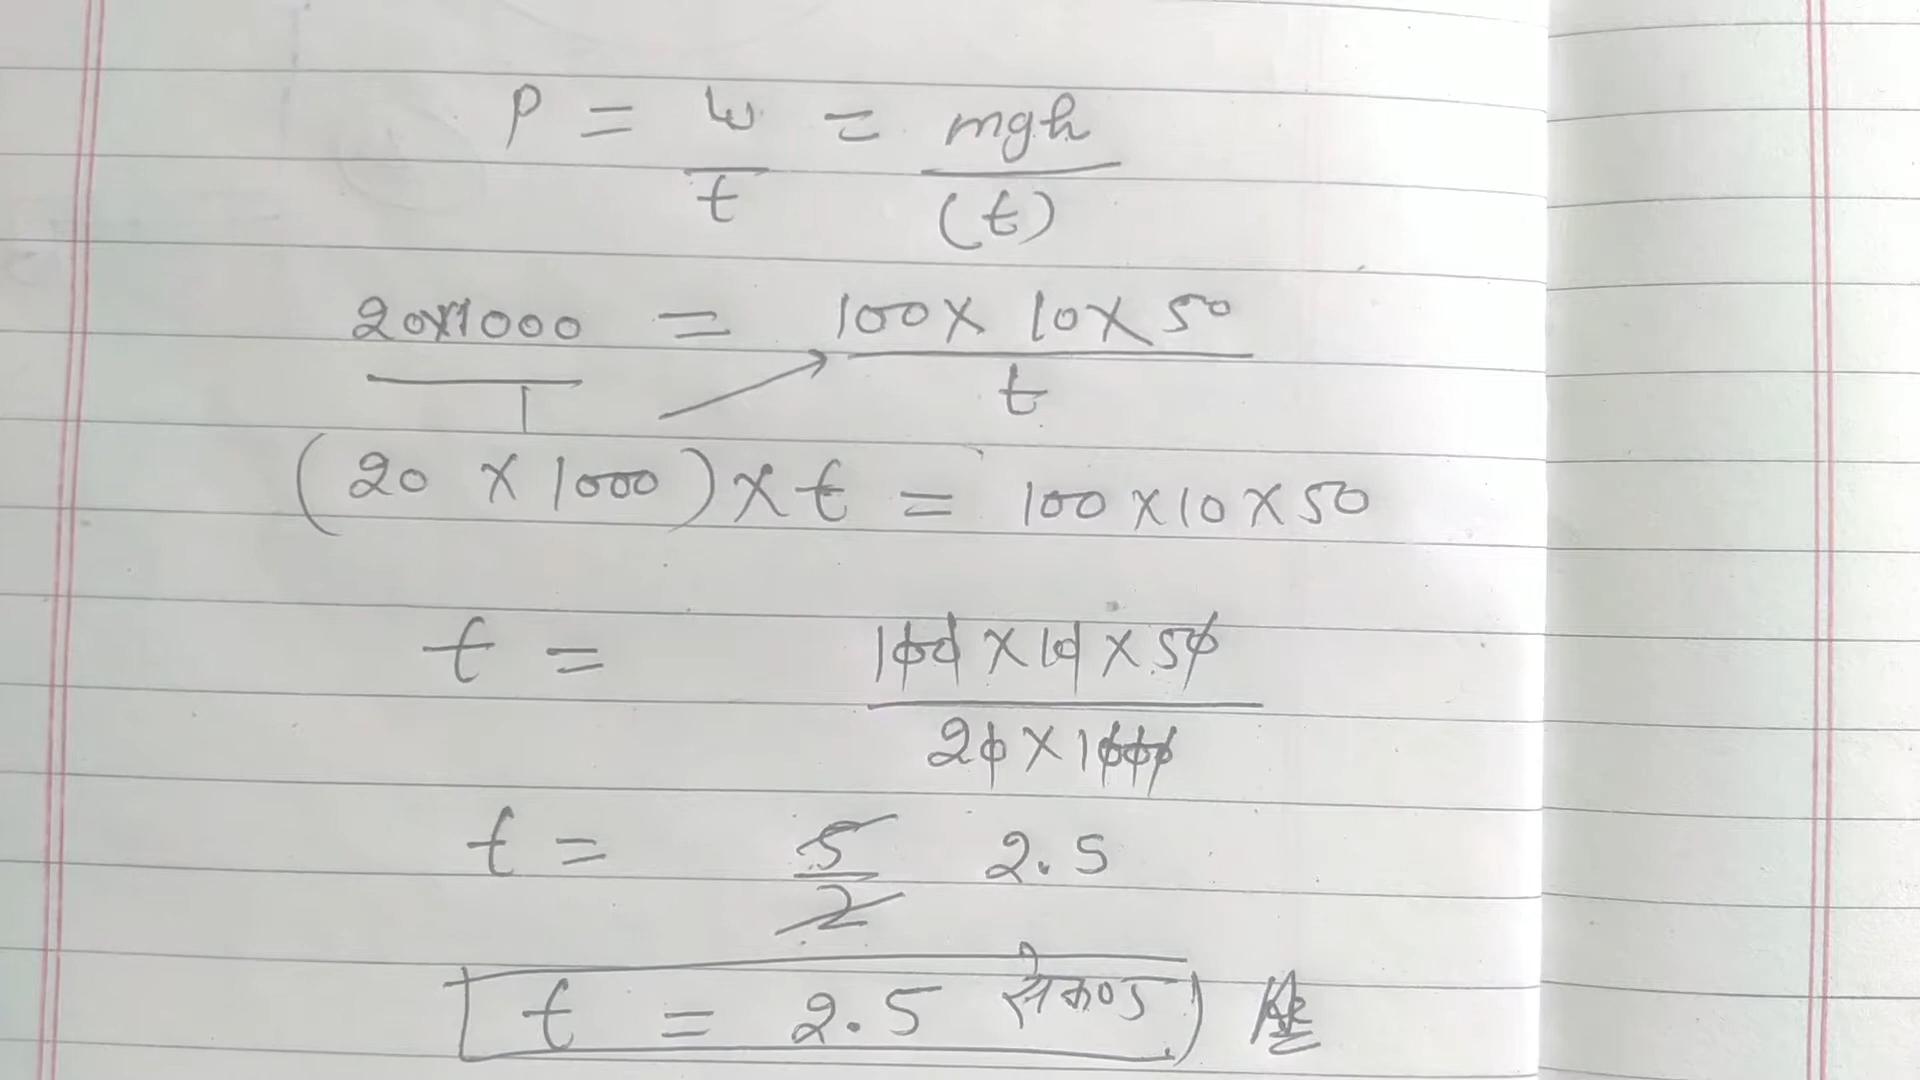 P = W/t = mgh/(t)
20×1000/1 = 100× 10× 50/t
(20 × 1000) × t = 100×10×50
t = 100×10×50/20×1000
t = 5/2 2.5
t = 2.5 सेकण्ड